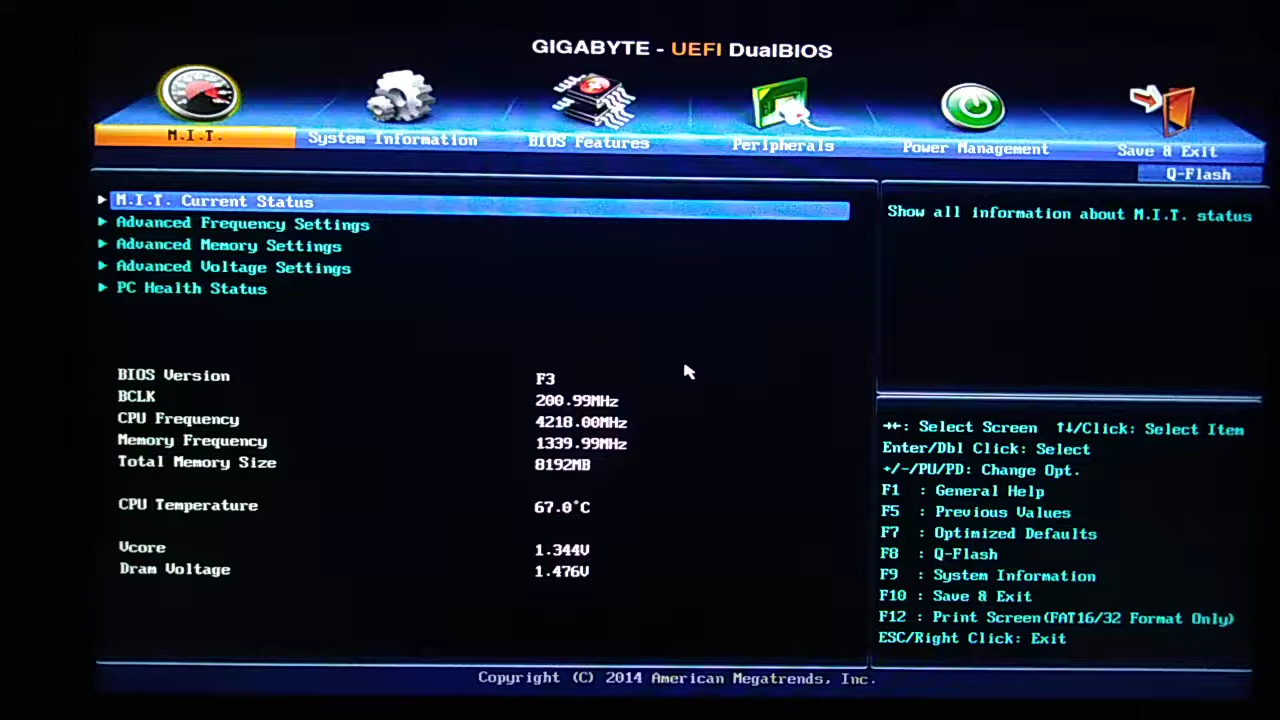 GIGABYTE - UEFI DualBIOS
M.I.T. System Information BIOS Features Peripherals Power Management Save & Exit
Q-Flash
M.I.T. Current Status
Advanced Frequency Settings
Advanced Memory Settings
Advanced Voltage Settings
PC Health Status
BIOS Version F3
BCLK 200.99MHz
CPU Frequency 4218.00MHz
Memory Frequency 1339.99MHz
Total Memory Size 8192MB
CPU Temperature 67.0°C
Vcore 1.344V
Dram Voltage 1.476V
Show all information about M.I.T. status
→←: Select Screen ↑↓/Click: Select Item
Enter/Dbl Click: Select
+/-/PU/PD: Change Opt.
F1 : General Help
F5 : Previous Values
F7 : Optimized Defaults
F8 : Q-Flash
F9 : System Information
F10 : Save & Exit
F12 : Print Screen(FAT16/32 Format Only)
ESC/Right Click: Exit
Copyright (C) 2014 American Megatrends, Inc.